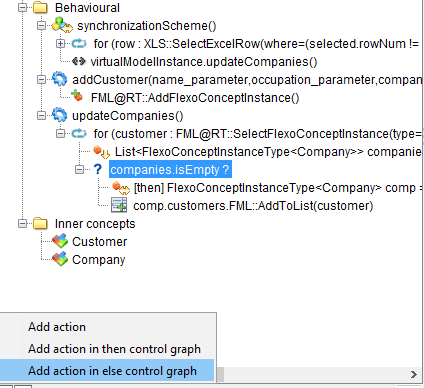 Behavioural
synchronizationScheme()
for (row : XLS::SelectExcelRow(where=(selected.rowNum !=
virtualModelInstance.updateCompanies()
addCustomer(name_parameter,occupation_parameter,compan
FML@RT::AddFlexoConceptInstance()
updateCompanies()
for (customer : FML@RT::SelectFlexoConceptInstance(type=
List<FlexoConceptInstanceType<Company>> companie
companies.isEmpty ?
[then] FlexoConceptInstanceType<Company> comp =
comp.customers.FML::AddToList(customer)
Inner concepts
Customer
Company
Add action
Add action in then control graph
Add action in else control graph